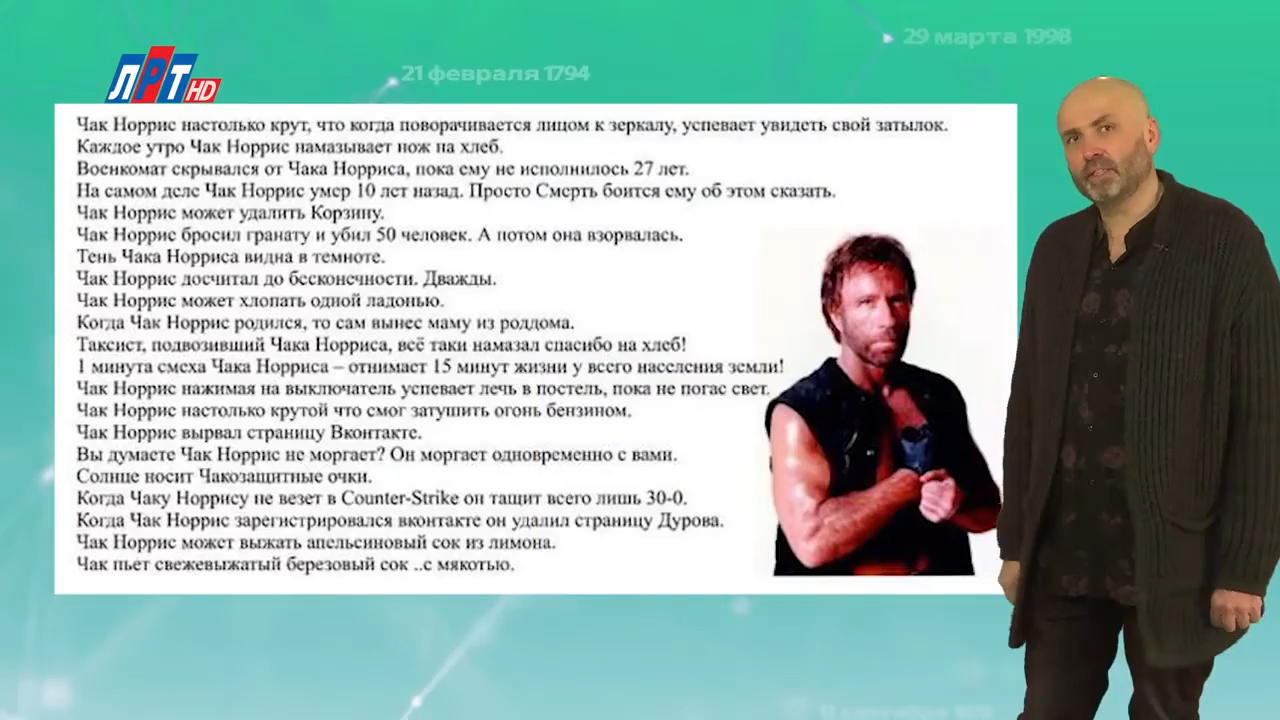 29 марта 1998
21 февраля 1794
ЛРТ HD
Чак Норрис настолько крут, что когда поворачивается лицом к зеркалу, успевает увидеть свой затылок.
Каждое утро Чак Норрис намазывает нож на хлеб.
Военкомат скрывался от Чака Норриса, пока ему не исполнилось 27 лет.
На самом деле Чак Норрис умер 10 лет назад. Просто Смерть боится ему об этом сказать.
Чак Норрис может удалить Корзину.
Чак Норрис бросил гранату и убил 50 человек. А потом она взорвалась.
Тень Чака Норриса видна в темноте.
Чак Норрис досчитал до бесконечности. Дважды.
Чак Норрис может хлопать одной ладонью.
Когда Чак Норрис родился, то сам вынес маму из роддома.
Таксист, подвозивший Чака Норриса, всё таки намазал спасибо на хлеб!
1 минута смеха Чака Норриса – отнимает 15 минут жизни у всего населения земли!
Чак Норрис нажимая на выключатель успевает лечь в постель, пока не погас свет.
Чак Норрис настолько крутой что смог затушить огонь бензином.
Чак Норрис вырвал страницу Вконтакте.
Вы думаете Чак Норрис не моргает? Он моргает одновременно с вами.
Солнце носит Чакозащитные очки.
Когда Чаку Норрису не везет в Counter-Strike он тащит всего лишь 30-0.
Когда Чак Норрис зарегистрировался вконтакте он удалил страницу Дурова.
Чак Норрис может выжать апельсиновый сок из лимона.
Чак пьет свежевыжатый березовый сок ..с мякотью.